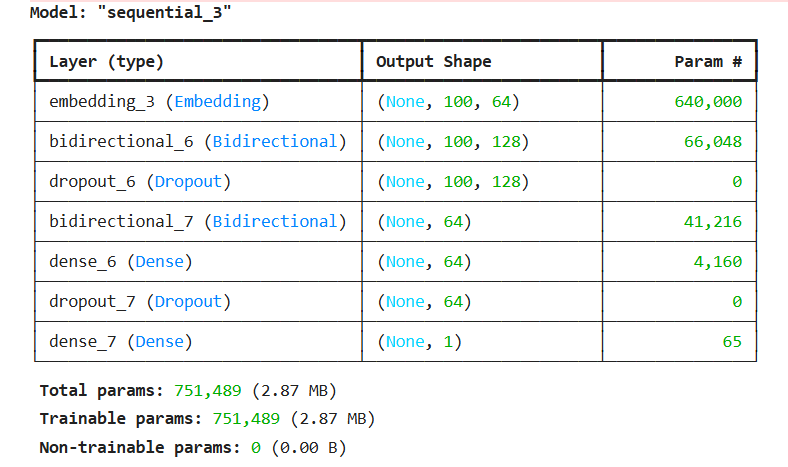 Model: "sequential_3"
Layer (type) Output Shape Param #
embedding_3 (Embedding) (None, 100, 64) 640,000
bidirectional_6 (Bidirectional) (None, 100, 128) 66,048
dropout_6 (Dropout) (None, 100, 128) 0
bidirectional_7 (Bidirectional) (None, 64) 41,216
dense_6 (Dense) (None, 64) 4,160
dropout_7 (Dropout) (None, 64) 0
dense_7 (Dense) (None, 1) 65
Total params: 751,489 (2.87 MB)
Trainable params: 751,489 (2.87 MB)
Non-trainable params: 0 (0.00 B)